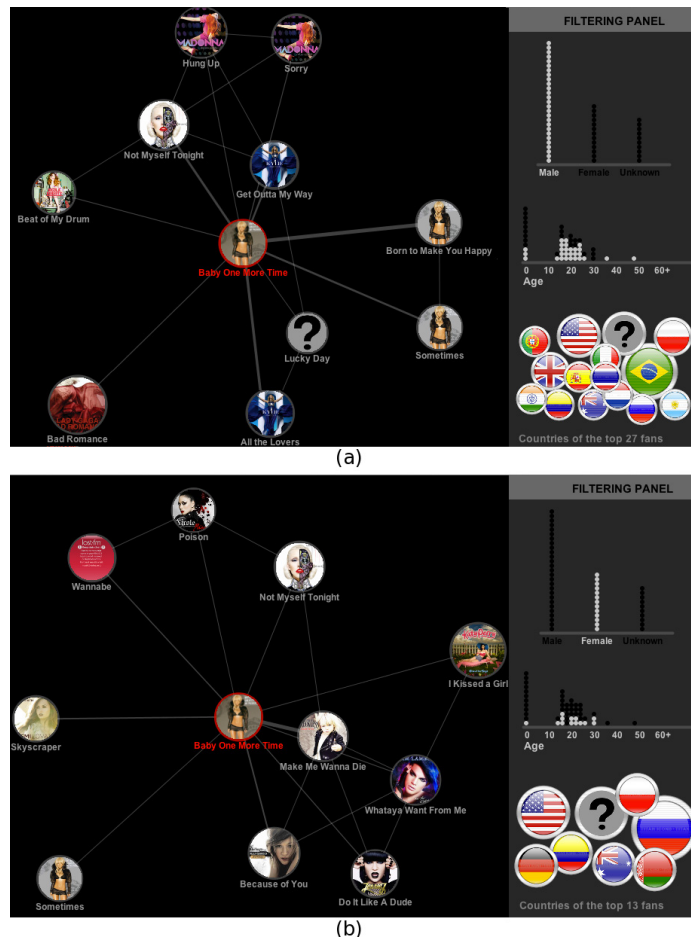 FILTERING PANEL
MADONNA
MADONNA
Hung Up
Sorry
Not Myself Tonight
Get Outta My Way
Beat of My Drum
Male
Female
Unknown
Born to Make You Happy
Baby One More Time
0 10 20 30 40 50 60+
Age
Lucky Day
Sometimes
?
?
Bad Romance
All the Lovers
Countries of the top 27 fans
(a)
FILTERING PANEL
Poison
Wannabe
Not Myself Tonight
Male
Female
Unknown
I Kissed a Girl
Skyscraper
Baby One More Time
0 10 20 30 40 50 60+
Age
Make Me Wanna Die
Whataya Want From Me
?
Because of You
Sometimes
Do It Like A Dude
Countries of the top 13 fans
(b)